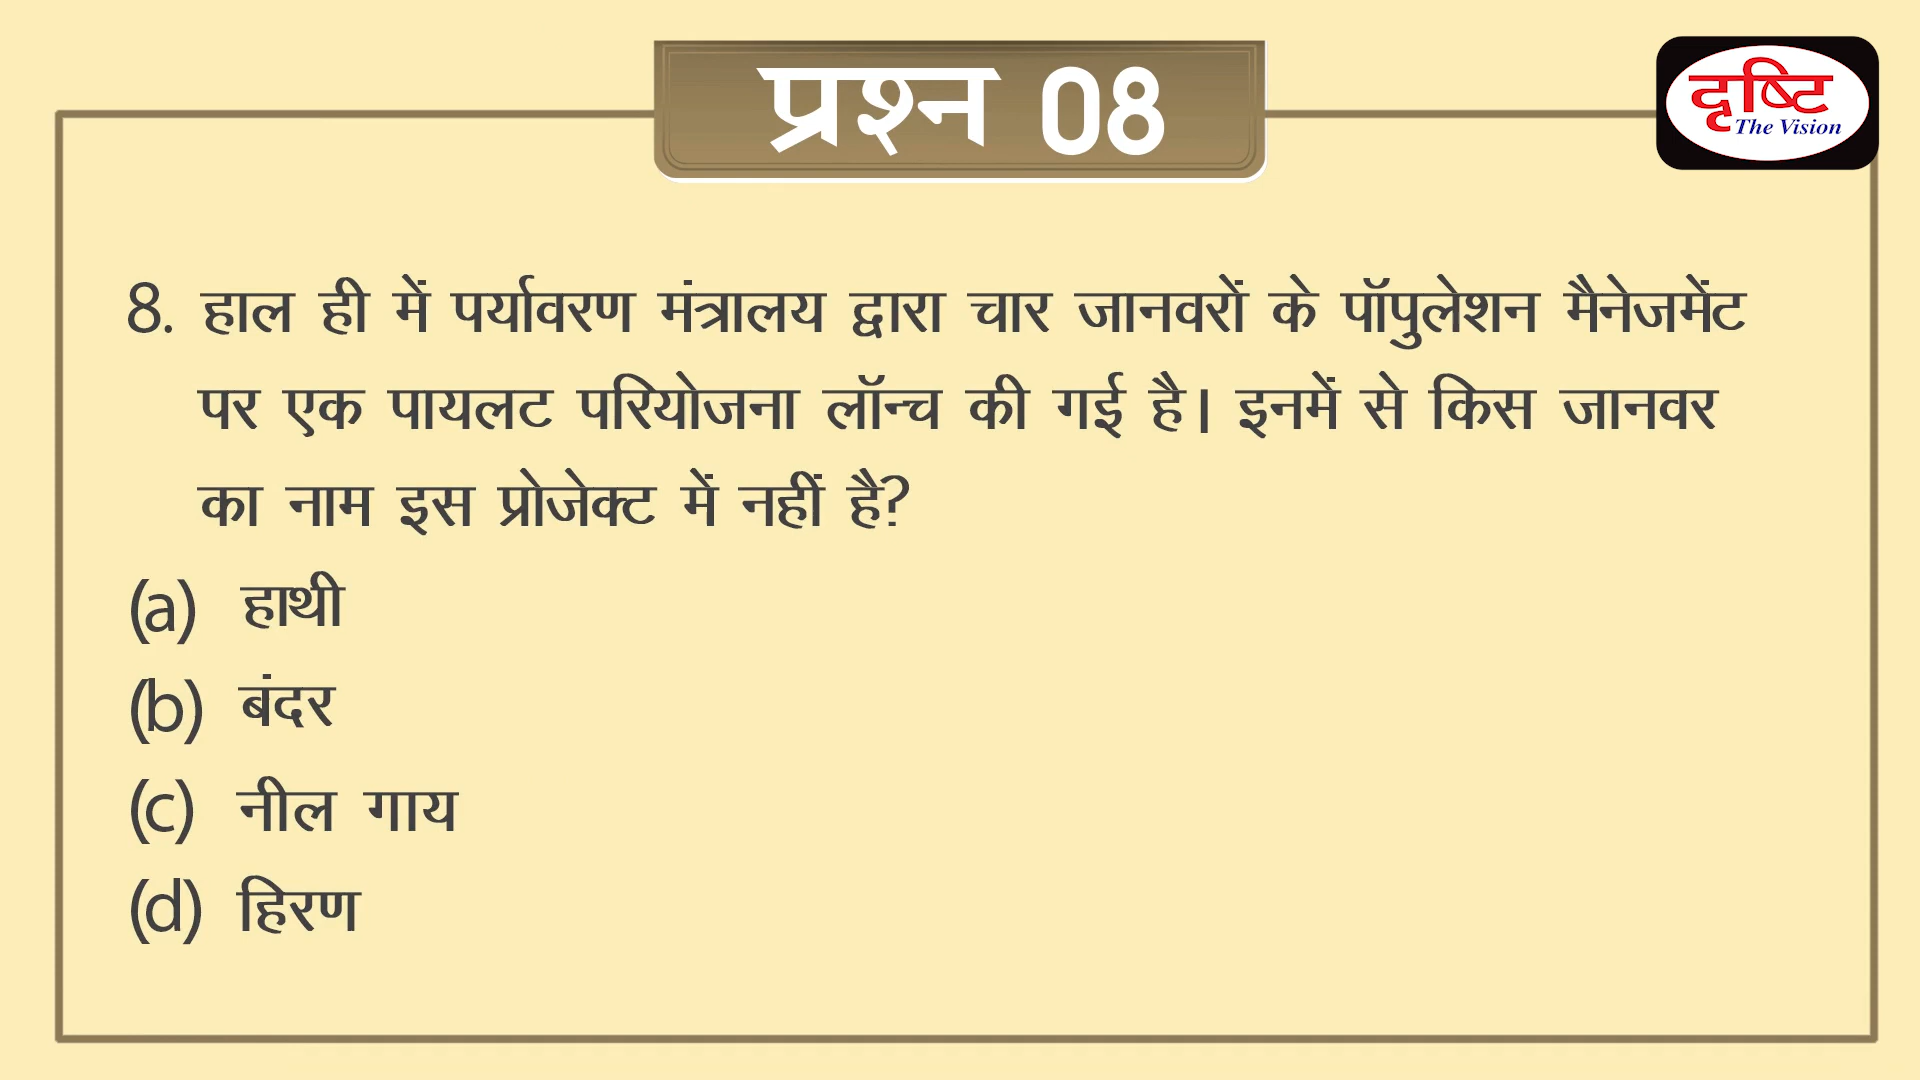 प्रश्न 08
दृष्टि
The Vision
8. हाल ही में पर्यावरण मंत्रालय द्वारा चार जानवरों के पॉपुलेशन मैनेजमेंट
पर एक पायलट परियोजना लॉन्च की गई है। इनमें से किस जानवर
का नाम इस प्रोजेक्ट में नहीं है?
(a) हाथी
(b) बंदर
(c) नील गाय
(d) हिरण